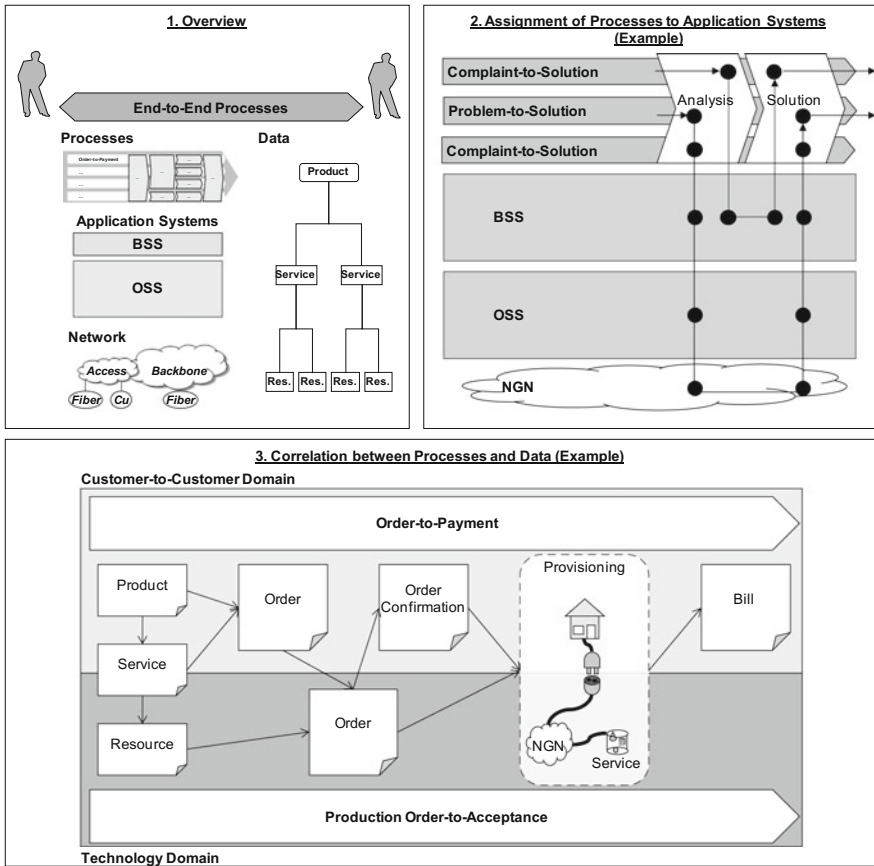 1. Overview
End-to-End Processes
Processes
Data
Order-to-Payment
...
...
...
...
...
...
...
...
...
...
Product
Application Systems
BSS
OSS
Service
Service
Network
Access
Backbone
Fiber
Cu
Fiber
Res.
Res.
Res.
Res.
2. Assignment of Processes to Application Systems
(Example)
Complaint-to-Solution
Problem-to-Solution
Complaint-to-Solution
Analysis
Solution
BSS
OSS
NGN
3. Correlation between Processes and Data (Example)
Customer-to-Customer Domain
Order-to-Payment
Product
Order
Order
Confirmation
Provisioning
Bill
Service
Resource
Order
NGN
Service
Production Order-to-Acceptance
Technology Domain